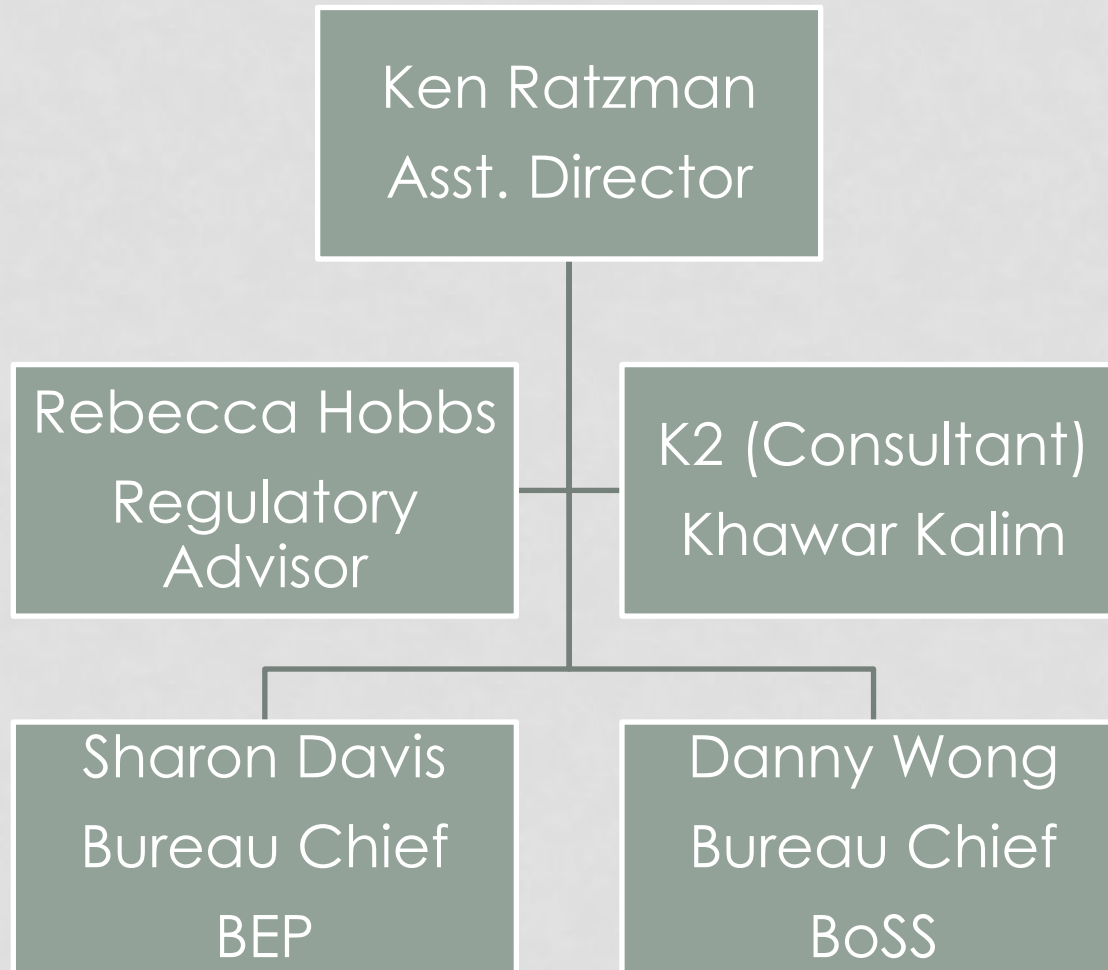 Ken Ratzman
Asst. Director
Rebecca Hobbs
Regulatory
Advisor
K2 (Consultant)
Khawar Kalim
Sharon Davis
Bureau Chief
BEP
Danny Wong
Bureau Chief
BoSS